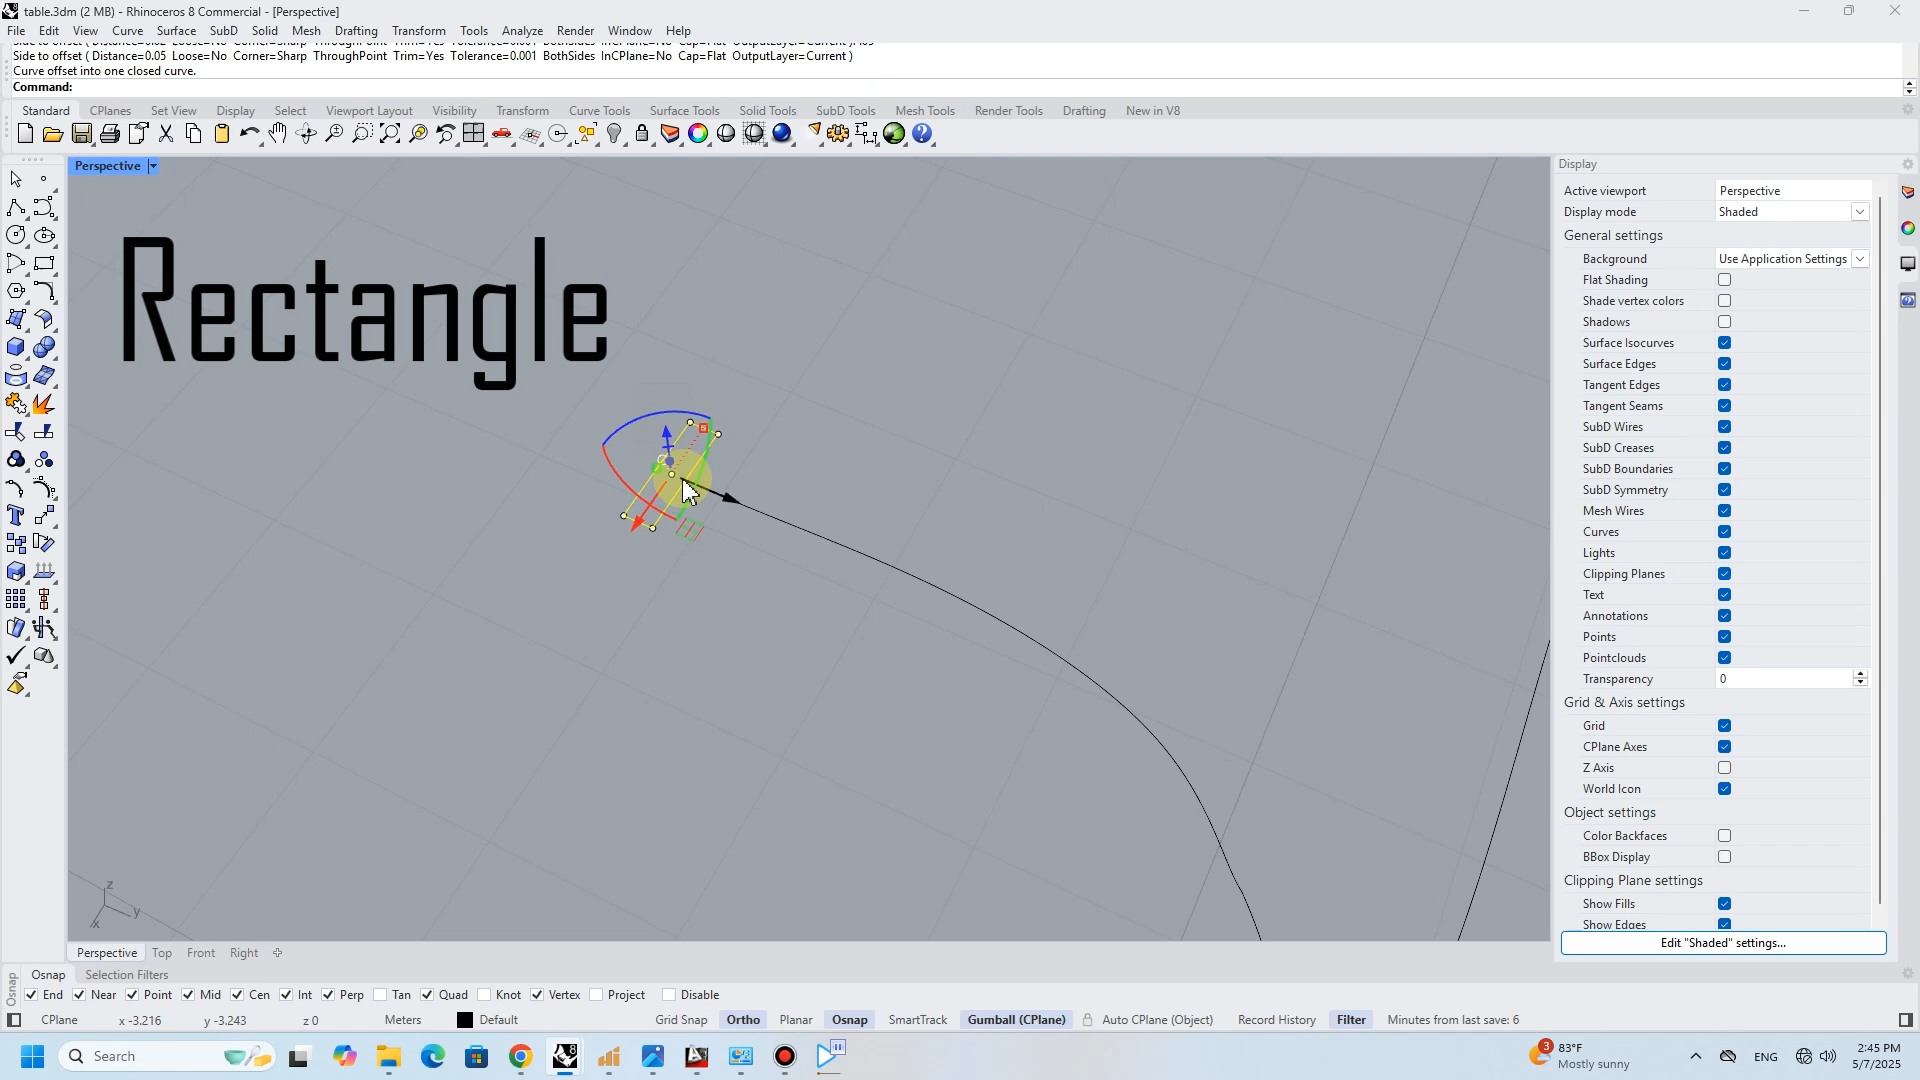 table.3dm (2 MB) - Rhinoceros 8 Commercial - [Perspective]
File Edit View Curve Surface SubD Solid Mesh Drafting Transform Tools Analyze Render Window Help
Side to offset ( Distance=0.05 Loose=No Corner=Sharp ThroughPoint Trim=Yes Tolerance=0.001 BothSides InCPlane=No Cap=Flat OutputLayer=Current )
Curve offset into one closed curve.
Command:
Standard CPlanes Set View Display Select Viewport Layout Visibility Transform Curve Tools Surface Tools Solid Tools SubD Tools Mesh Tools Render Tools Drafting New in V8
Perspective
Rectangle
z
y
x
Display
Active viewport Perspective
Display mode Shaded
General settings
Background Use Application Settings
Flat Shading
Shade vertex colors
Shadows
Surface Isocurves
Surface Edges
Tangent Edges
Tangent Seams
SubD Wires
SubD Creases
SubD Boundaries
SubD Symmetry
Mesh Wires
Curves
Lights
Clipping Planes
Text
Annotations
Points
Pointclouds
Transparency 0
Grid & Axis settings
Grid
CPlane Axes
Z Axis
World Icon
Object settings
Color Backfaces
BBox Display
Clipping Plane settings
Show Fills
Show Edges
Edit "Shaded" settings...
Perspective Top Front Right
Osnap Selection Filters
Osnap
End Near Point Mid Cen Int Perp Tan Quad Knot Vertex Project Disable
CPlane x -3.216 y -3.243 z 0 Meters Default Grid Snap Ortho Planar Osnap SmartTrack Gumball (CPlane) Auto CPlane (Object) Record History Filter Minutes from last save: 6
Search
3
83°F
Mostly sunny
ENG
2:45 PM
5/7/2025